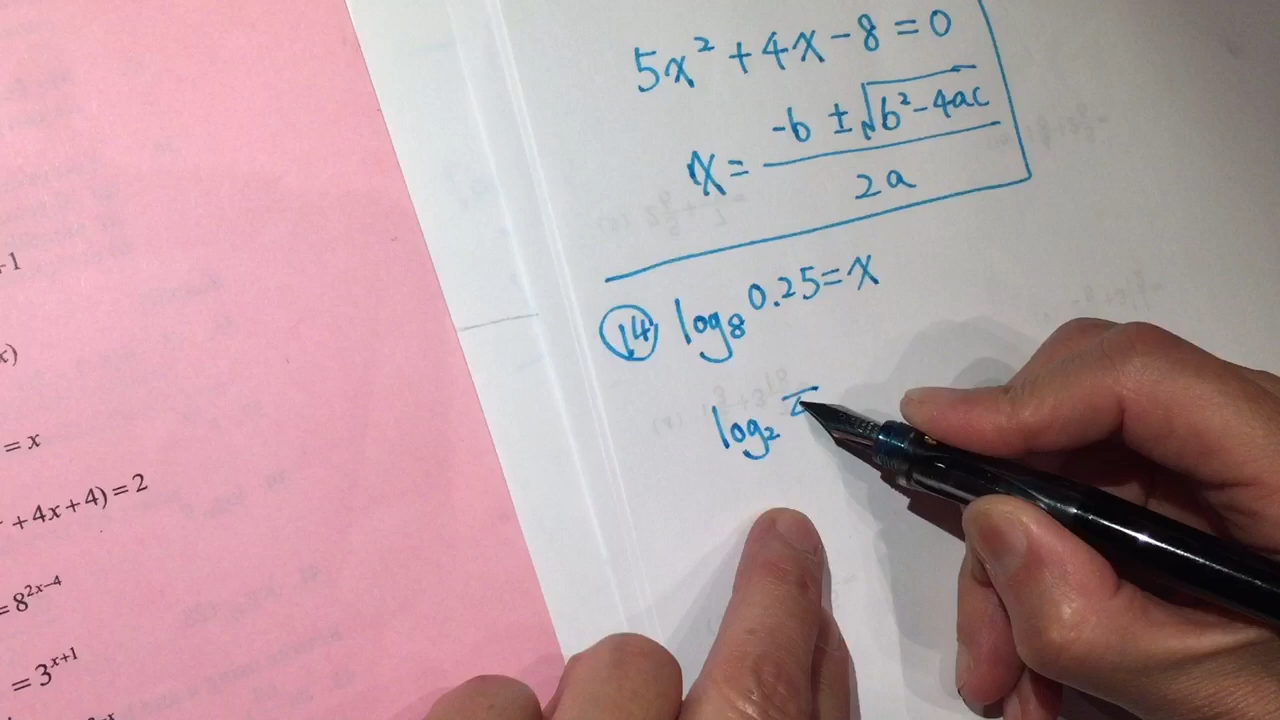 5x² + 4x - 8 = 0
x = (-b ± √(b² - 4ac)) / 2a
⑭ log₈ 0.25 = x
log₂
+1
x)
= x
+ 4x + 4) = 2
= 8^(2x-4)
= 3^(x+1)